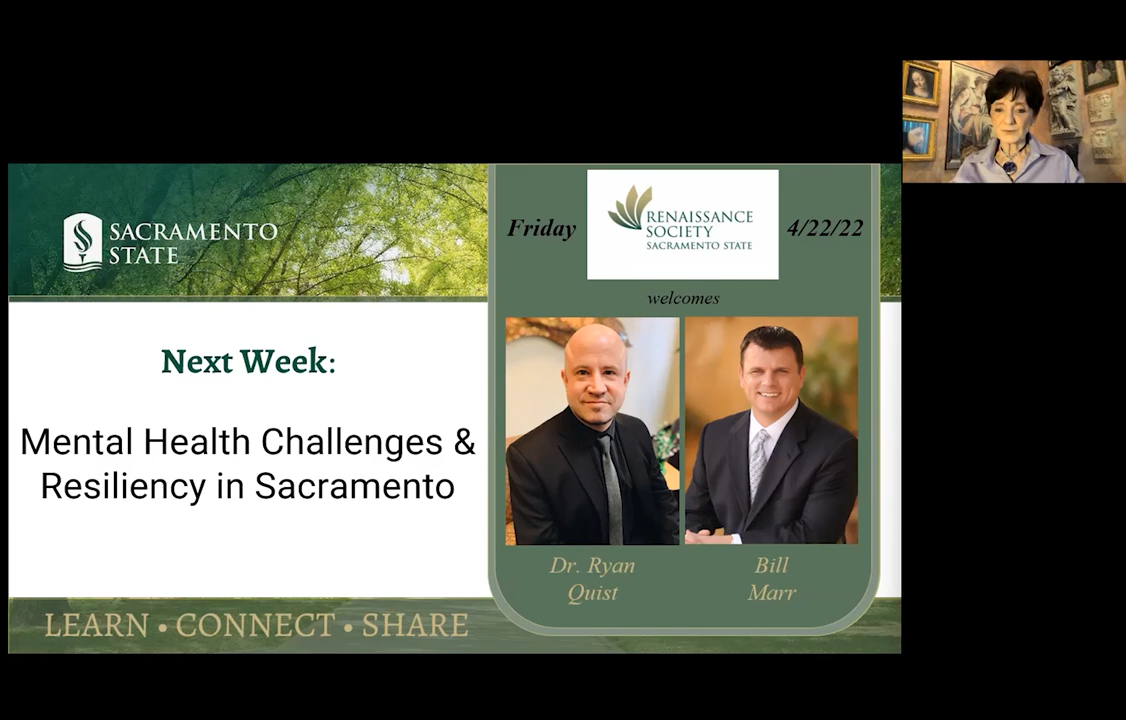 SACRAMENTO
STATE
Next Week:
Mental Health Challenges &
Resiliency in Sacramento
LEARN • CONNECT • SHARE
Friday
RENAISSANCE
SOCIETY
SACRAMENTO STATE
4/22/22
welcomes
Dr. Ryan
Quist
Bill
Marr